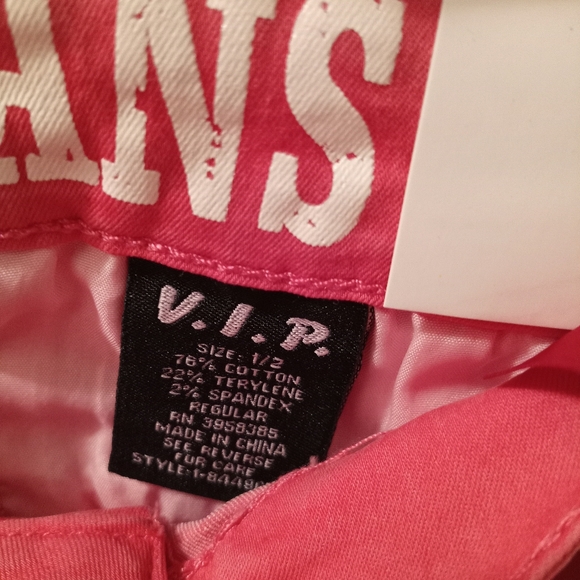 ANS
V.I.P.
SIZE: 1/2
76% COTTON
22% TERYLENE
2% SPANDEX
REGULAR
RN 3958385
MADE IN CHINA
SEE REVERSE
FOR CARE